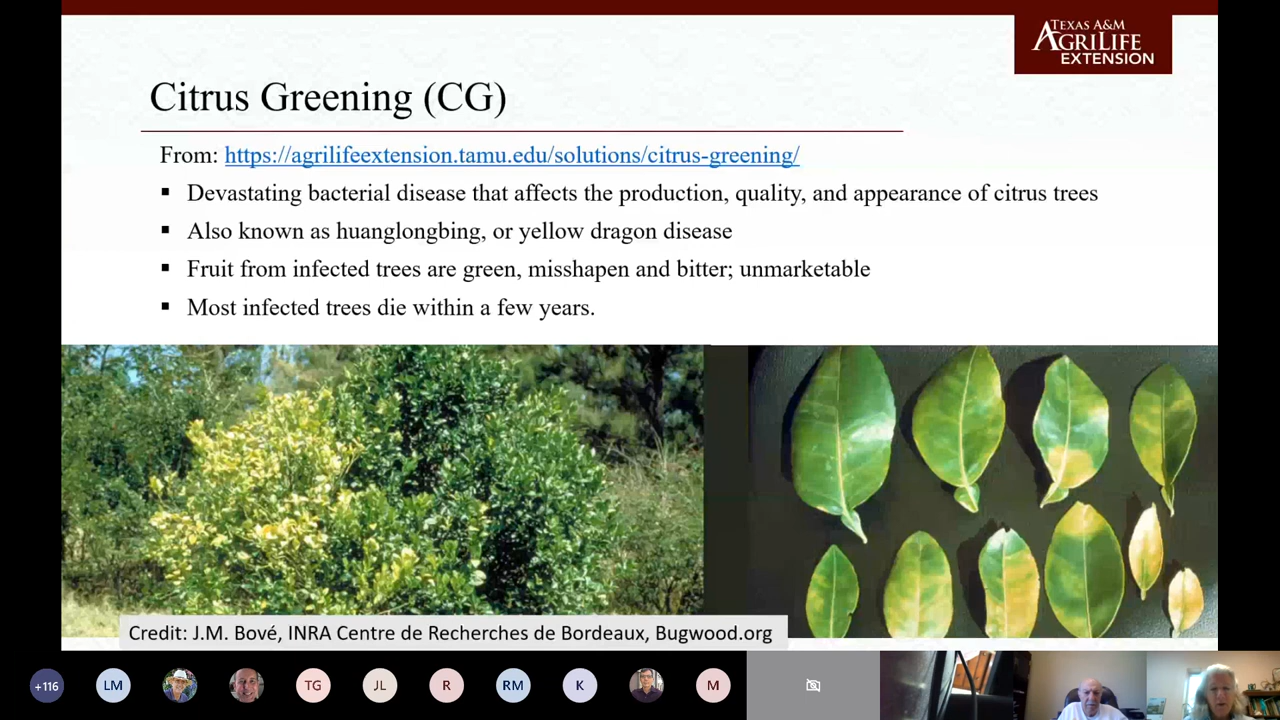 TEXAS A&M
AGRILIFE
EXTENSION
Citrus Greening (CG)
From: https://agrilifeextension.tamu.edu/solutions/citrus-greening/
▪ Devastating bacterial disease that affects the production, quality, and appearance of citrus trees
▪ Also known as huanglongbing, or yellow dragon disease
▪ Fruit from infected trees are green, misshapen and bitter; unmarketable
▪ Most infected trees die within a few years.
Credit: J.M. Bové, INRA Centre de Recherches de Bordeaux, Bugwood.org
+116 LM TG JL R RM K M